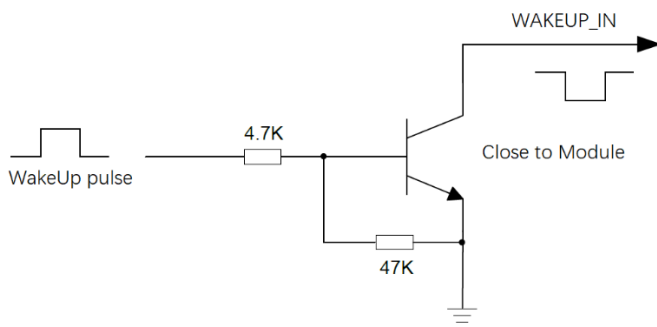 WAKEUP_IN
4.7K
Close to Module
WakeUp pulse
47K